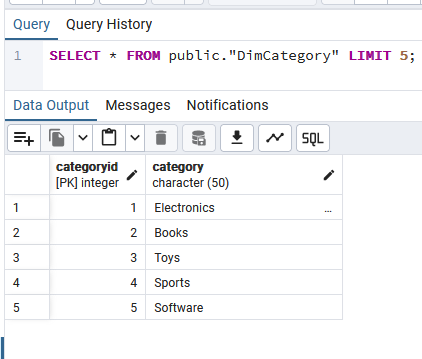 Query Query History
1 SELECT * FROM public."DimCategory" LIMIT 5;
Data Output Messages Notifications
SQL
categoryid category
[PK] integer character (50)
1 1 Electronics ...
2 2 Books
3 3 Toys
4 4 Sports
5 5 Software